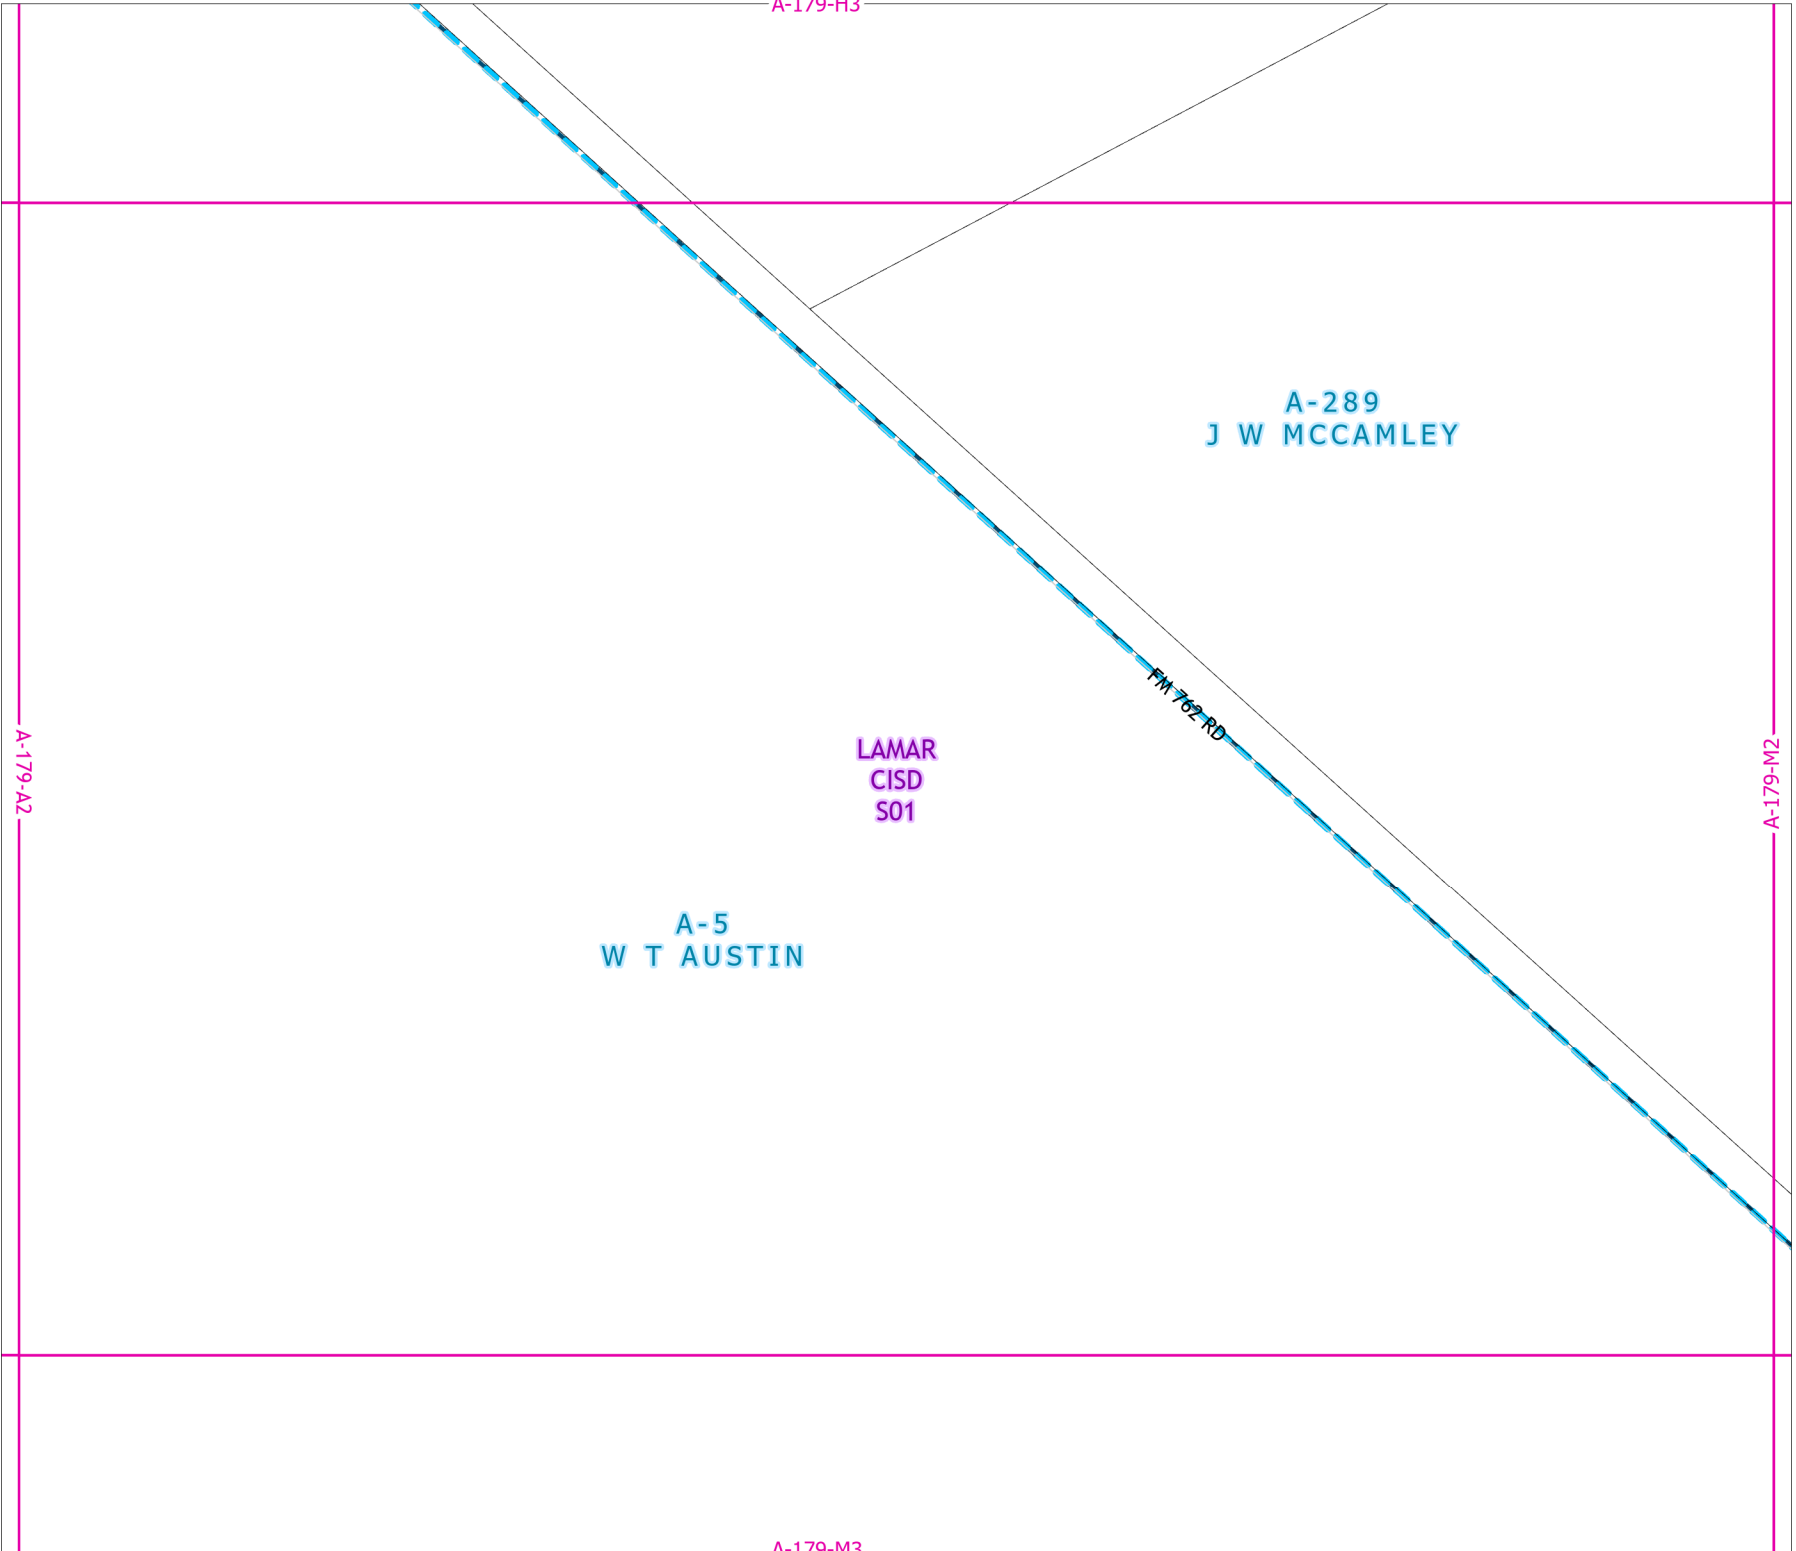 A-179-H3
A-289
J W MCCAMLEY
FM 762 RD
A-179-A2
LAMAR
CISD
S01
A-179-M2
A-5
W T AUSTIN
A-179-M3